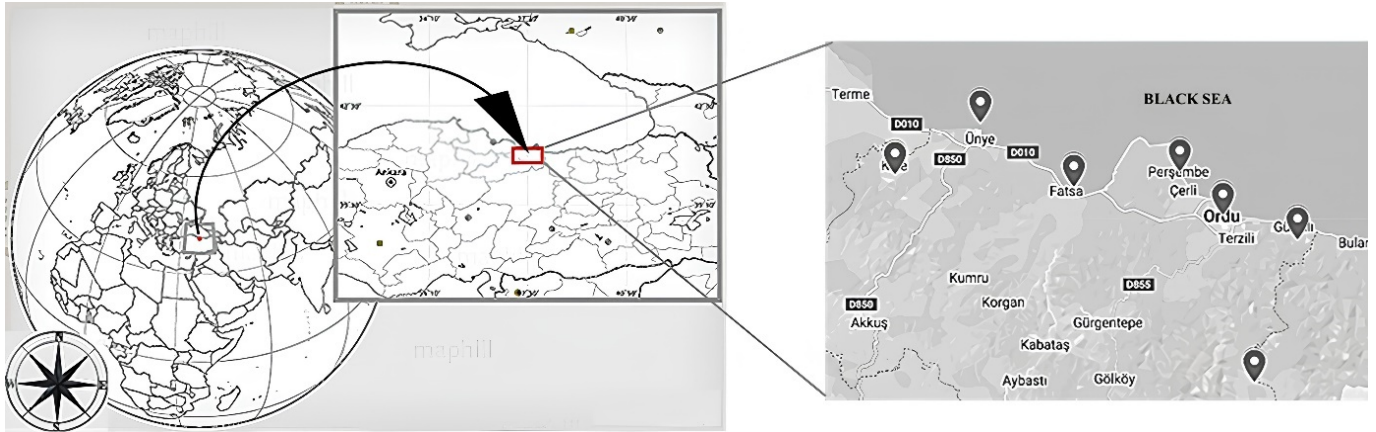 maphill
Ankara
maphill
N
S
BLACK SEA
Terme
D010
Ünye
D850
D010
Fatsa
Perşembe
Çerli
Ordu
Terzili
Bular
Kumru
Korgan
D855
D850
Akkuş
Gürgentepe
Kabataş
Aybastı
Gölköy